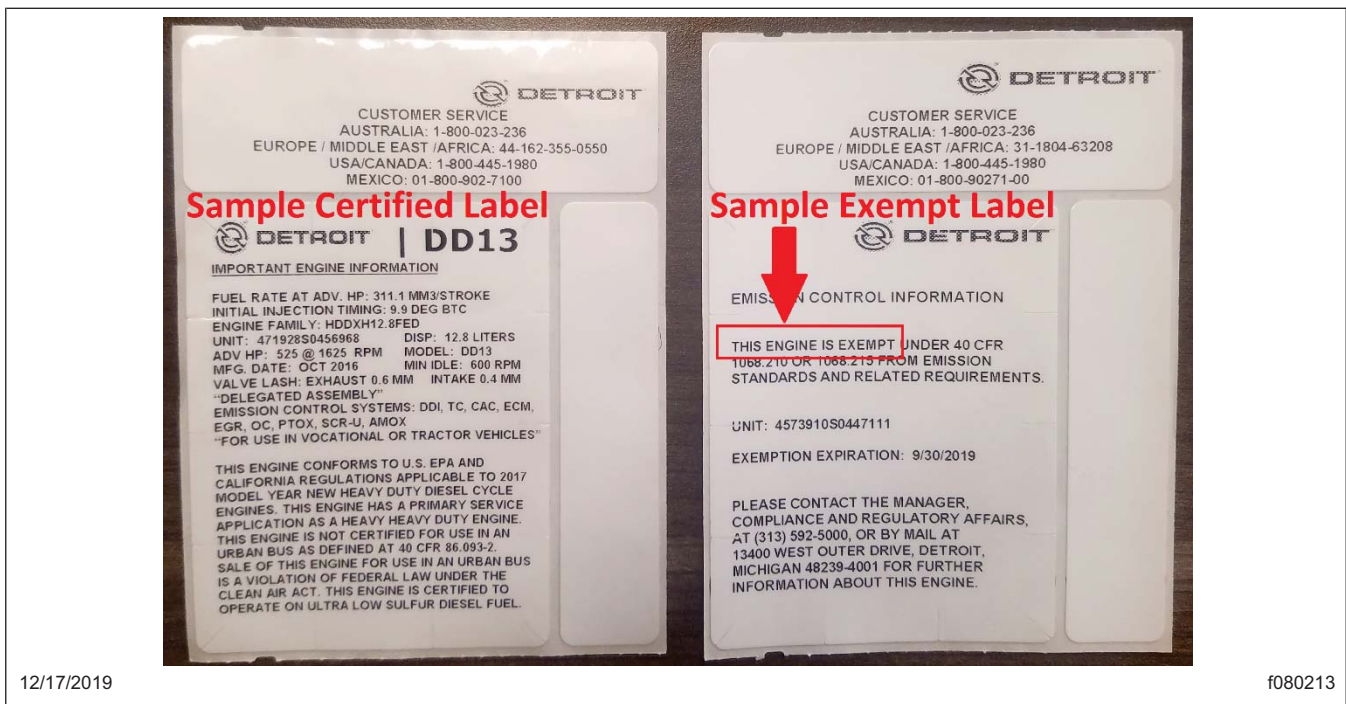 DETROIT
CUSTOMER SERVICE
AUSTRALIA: 1-800-023-236
EUROPE / MIDDLE EAST /AFRICA: 44-162-355-0550
USA/CANADA: 1-800-445-1980
MEXICO: 01-800-902-7100
Sample Certified Label
DETROIT | DD13
IMPORTANT ENGINE INFORMATION
FUEL RATE AT ADV. HP: 311.1 MM3/STROKE
INITIAL INJECTION TIMING: 9.9 DEG BTC
ENGINE FAMILY: HDDXH12.8FED
UNIT: 471928S0456968 DISP: 12.8 LITERS
ADV HP: 525 @ 1625 RPM MODEL: DD13
MFG. DATE: OCT 2016 MIN IDLE: 600 RPM
VALVE LASH: EXHAUST 0.6 MM INTAKE 0.4 MM
"DELEGATED ASSEMBLY"
EMISSION CONTROL SYSTEMS: DDI, TC, CAC, ECM,
EGR, OC, PTOX, SCR-U, AMOX
"FOR USE IN VOCATIONAL OR TRACTOR VEHICLES"
THIS ENGINE CONFORMS TO U.S. EPA AND
CALIFORNIA REGULATIONS APPLICABLE TO 2017
MODEL YEAR NEW HEAVY DUTY DIESEL CYCLE
ENGINES. THIS ENGINE HAS A PRIMARY SERVICE
APPLICATION AS A HEAVY HEAVY DUTY ENGINE.
THIS ENGINE IS NOT CERTIFIED FOR USE IN AN
URBAN BUS AS DEFINED AT 40 CFR 86.093-2.
SALE OF THIS ENGINE FOR USE IN AN URBAN BUS
IS A VIOLATION OF FEDERAL LAW UNDER THE
CLEAN AIR ACT. THIS ENGINE IS CERTIFIED TO
OPERATE ON ULTRA LOW SULFUR DIESEL FUEL.
DETROIT
CUSTOMER SERVICE
AUSTRALIA: 1-800-023-236
EUROPE / MIDDLE EAST /AFRICA: 31-1804-63208
USA/CANADA: 1-800-445-1980
MEXICO: 01-800-90271-00
Sample Exempt Label
DETROIT
EMISSION CONTROL INFORMATION
THIS ENGINE IS EXEMPT UNDER 40 CFR
1068.210 OR 1068.215 FROM EMISSION
STANDARDS AND RELATED REQUIREMENTS.
UNIT: 4573910S0447111
EXEMPTION EXPIRATION: 9/30/2019
PLEASE CONTACT THE MANAGER,
COMPLIANCE AND REGULATORY AFFAIRS,
AT (313) 592-5000, OR BY MAIL AT
13400 WEST OUTER DRIVE, DETROIT,
MICHIGAN 48239-4001 FOR FURTHER
INFORMATION ABOUT THIS ENGINE.
12/17/2019
f080213